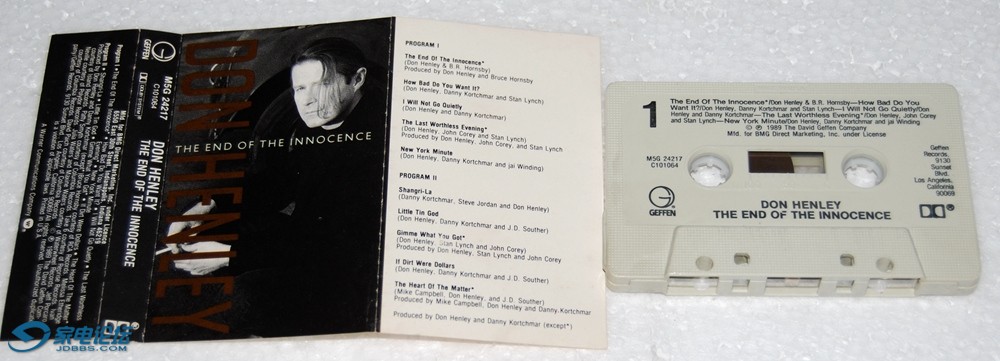 GEFFEN
M5G 24217
C101064
DON HENLEY
THE END OF THE INNOCENCE
DON HENLEY
THE END OF THE INNOCENCE
PROGRAM I
The End Of The Innocence*
(Don Henley & B.R. Hornsby)
Produced by Don Henley and Bruce Hornsby
How Bad Do You Want It?
(Don Henley, Danny Kortchmar and Stan Lynch)
I Will Not Go Quietly
(Don Henley and Danny Kortchmar)
The Last Worthless Evening*
(Don Henley, John Corey and Stan Lynch)
Produced by Don Henley, John Corey, and Stan Lynch
New York Minute
(Don Henley, Danny Kortchmar and jai Winding)
PROGRAM II
Shangri-La
(Danny Kortchmar, Steve Jordan and Don Henley)
Little Tin God
(Don Henley, Danny Kortchmar and J.D. Souther)
Gimme What You Got*
(Don Henley, Stan Lynch and John Corey)
Produced by Don Henley, Stan Lynch and John Corey
If Dirt Were Dollars
(Don Henley, Danny Kortchmar and J.D. Souther)
The Heart Of The Matter*
(Mike Campbell, Don Henley, and J.D. Souther)
Produced by Mike Campbell, Don Henley and Danny Kortchmar
Produced by Don Henley and Danny Kortchmar (except*)
1
The End Of The Innocence*/Don Henley & B.R. Hornsby—How Bad Do You
Want It?/Don Henley, Danny Kortchmar and Stan Lynch—I Will Not Go Quietly/Don
Henley and Danny Kortchmar—The Last Worthless Evening*/Don Henley, John Corey
and Stan Lynch—New York Minute/Don Henley, Danny Kortchmar and jai Winding
© ℗ 1989 The David Geffen Company
Mfd. for BMG Direct Marketing, Inc. under License
M5G 24217
C101064
Geffen
Records,
9130
Sunset
Blvd.
Los Angeles,
California
90069
GEFFEN
DON HENLEY
THE END OF THE INNOCENCE
家电论坛
JDBBS.COM